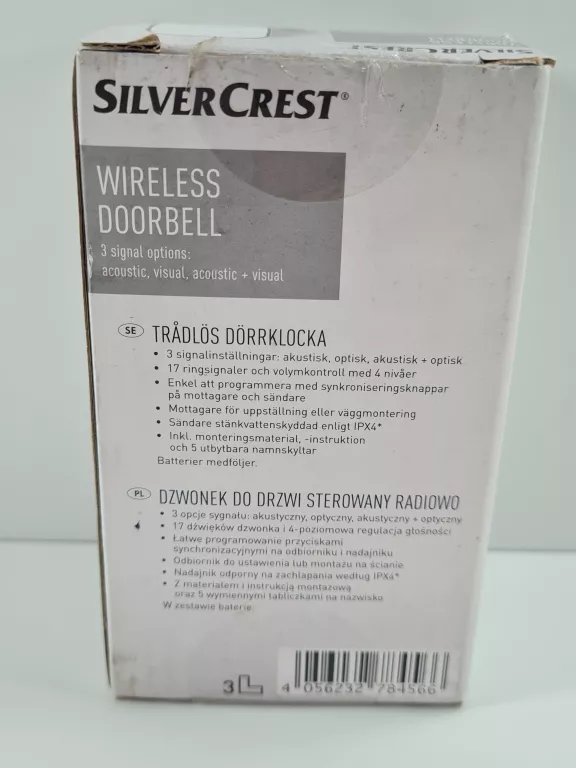 SILVERCREST
SILVERCREST®
WIRELESS
DOORBELL
3 signal options:
acoustic, visual, acoustic + visual
SE TRÅDLÖS DÖRRKLOCKA
• 3 signalinställningar: akustisk, optisk, akustisk + optisk
• 17 ringsignaler och volymkontroll med 4 nivåer
• Enkel att programmera med synkroniseringsknappar
på mottagare och sändare
• Mottagare för uppställning eller väggmontering
• Sändare stänkvattenskyddad enligt IPX4*
• Inkl. monteringsmaterial, -instruktion
och 5 utbytbara namnskyltar
Batterier medföljer.
PL DZWONEK DO DRZWI STEROWANY RADIOWO
• 3 opcje sygnału: akustyczny, optyczny, akustyczny + optyczny
• 17 dźwięków dzwonka i 4-poziomowa regulacja głośności
• Łatwe programowanie przyciskami
synchronizacyjnymi na odbiorniku i nadajniku
• Odbiornik do ustawienia lub montażu na ścianie
• Nadajnik odporny na zachlapania według IPX4*
• Z materiałem i instrukcją montażową
oraz 5 wymiennymi tabliczkami na nazwisko
W zestawie baterie.
3
4 056232 784566